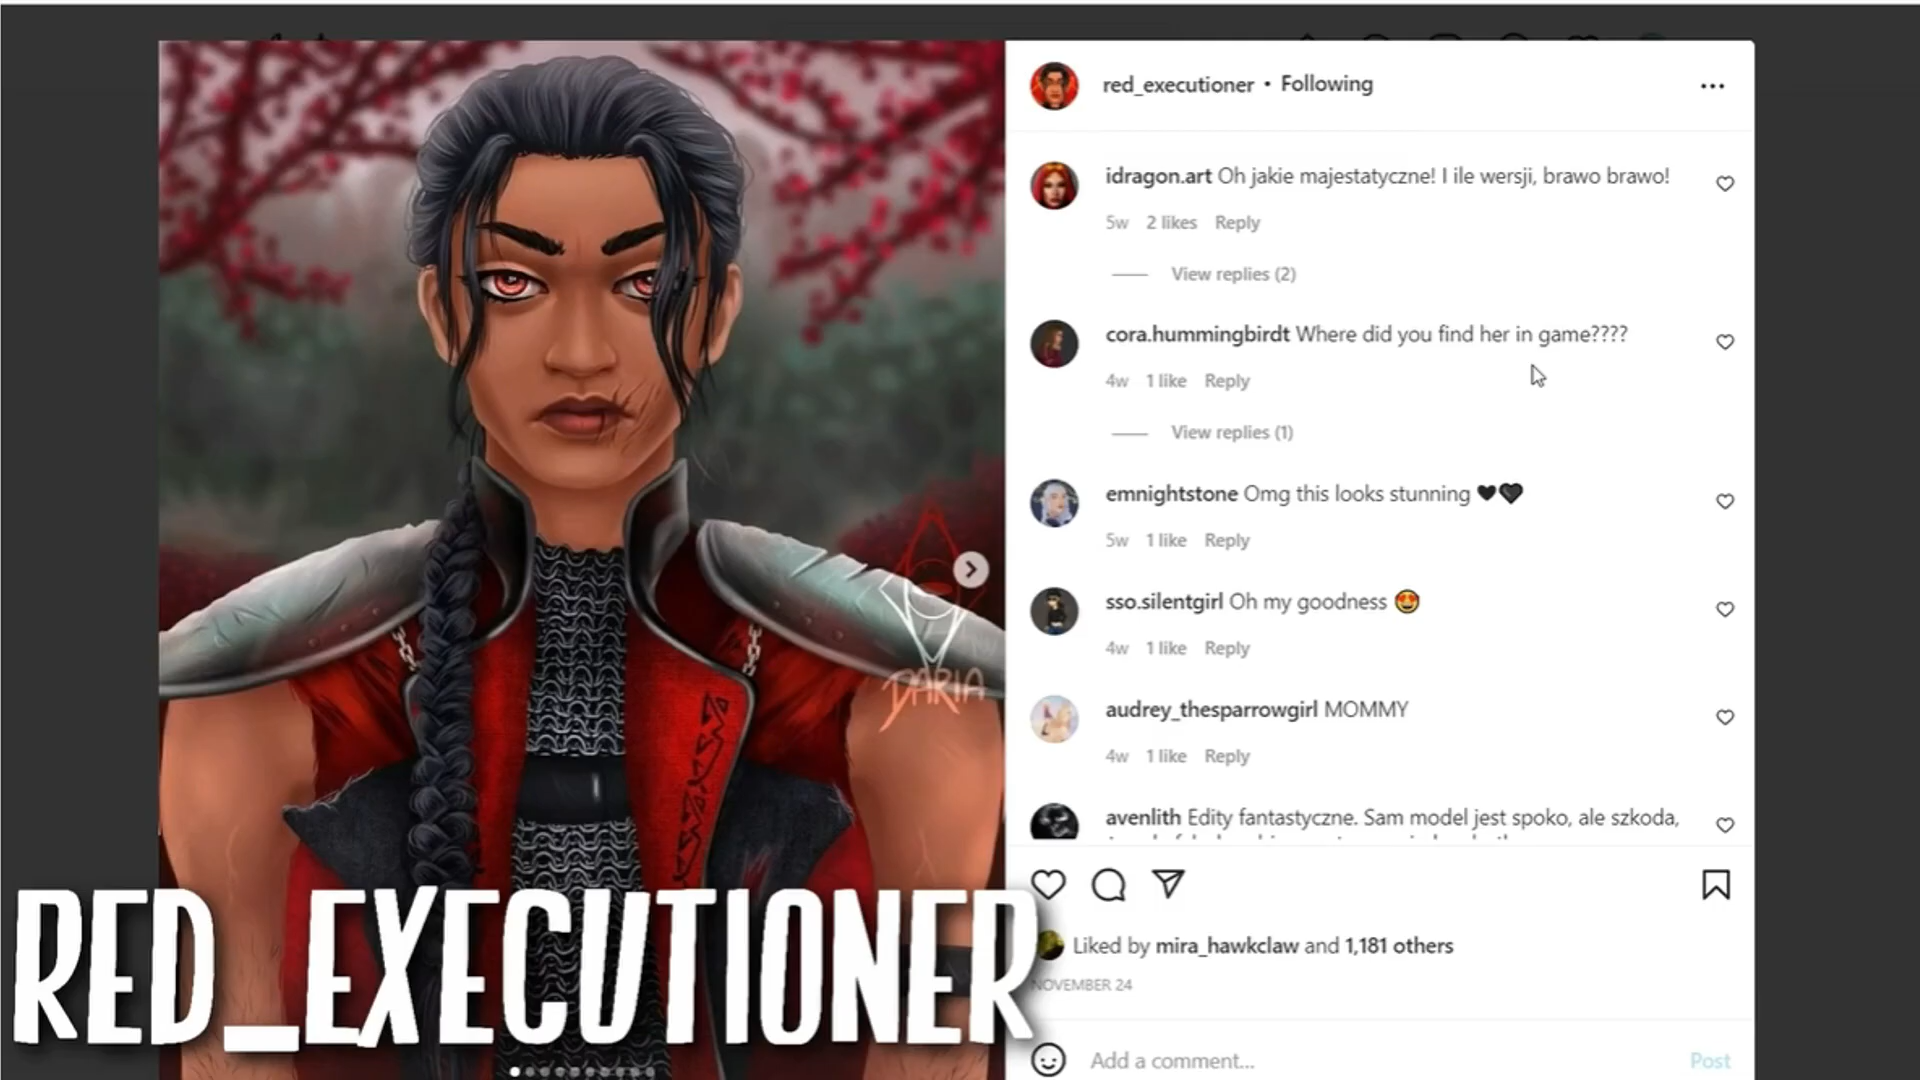 red_executioner • Following
idragon.art Oh jakie majestatyczne! I ile wersji, brawo brawo!
5w 2 likes Reply
View replies (2)
cora.hummingbirdt Where did you find her in game????
4w 1 like Reply
View replies (1)
emnightstone Omg this looks stunning 🖤🖤
5w 1 like Reply
sso.silentgirl Oh my goodness 😍
4w 1 like Reply
DARIA
audrey_thesparrowgirl MOMMY
4w 1 like Reply
avenlith Edity fantastyczne. Sam model jest spoko, ale szkoda,
Liked by mira_hawkclaw and 1,181 others
NOVEMBER 24
RED_EXECUTIONER
Add a comment... Post